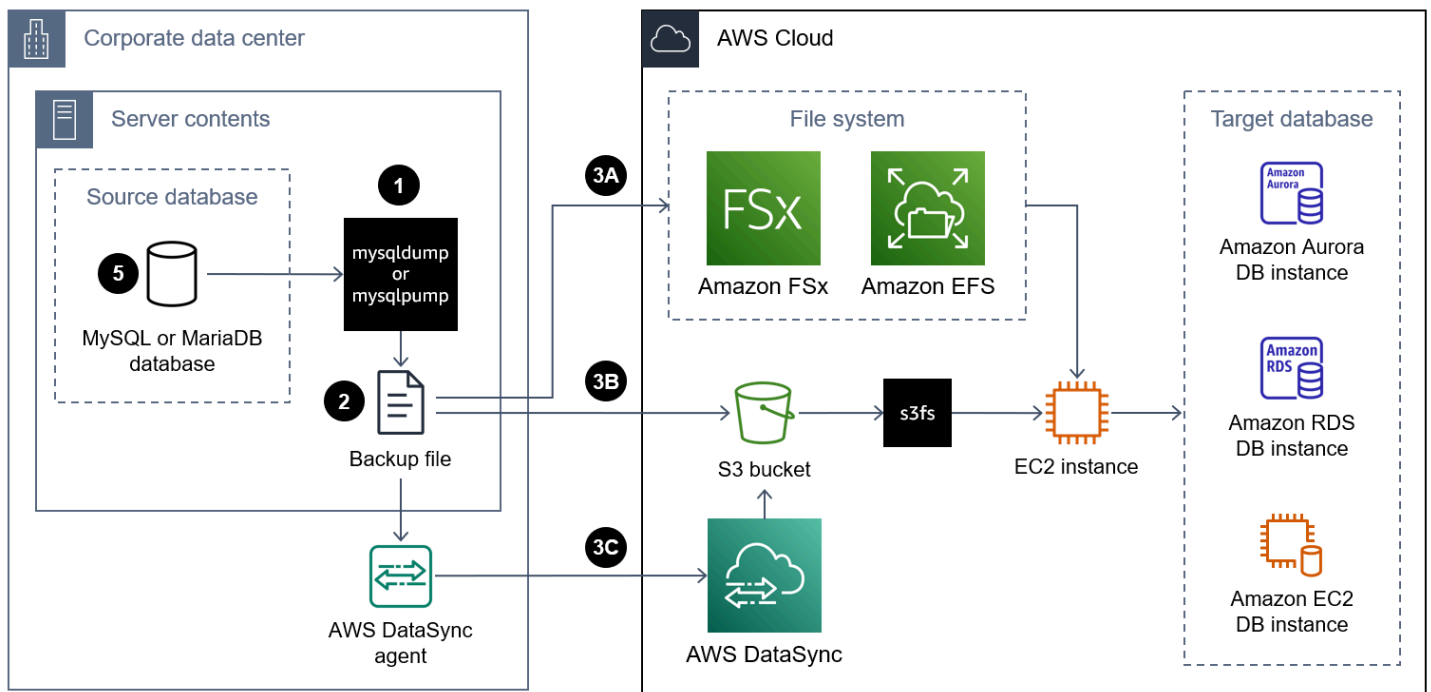 Corporate data center
AWS Cloud
Server contents
File system
Target database
Source database
1
3A
FSx
Amazon FSx
Amazon EFS
mysqldump
or
mysqlpump
5
MySQL or MariaDB
database
Amazon
Aurora
Amazon Aurora
DB instance
2
Backup file
3B
S3 bucket
s3fs
EC2 instance
Amazon
RDS
Amazon RDS
DB instance
3C
AWS DataSync
agent
AWS DataSync
Amazon EC2
DB instance